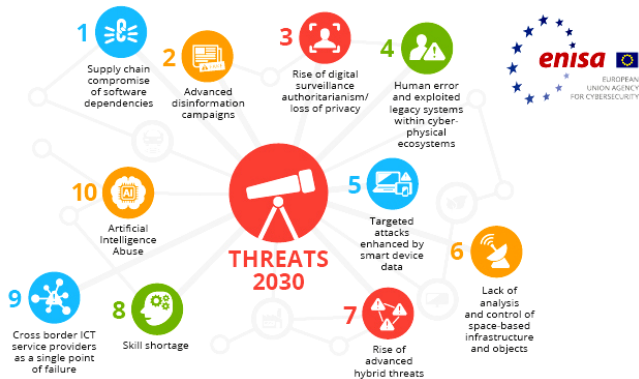 1
Supply chain
compromise
of software
dependencies
2
Advanced
disinformation
campaigns
3
Rise of digital
surveillance
authoritarianism/
loss of privacy
4
Human error
and exploited
legacy systems
within cyber-
physical
ecosystems
enisa
EUROPEAN
UNION AGENCY
FOR CYBERSECURITY
10
AI
Artificial
Intelligence
Abuse
THREATS
2030
5
Targeted
attacks
enhanced by
smart device
data
6
Lack of
analysis
and control of
space-based
infrastructure
and objects
9
Cross border ICT
service providers
as a single point
of failure
8
Skill shortage
7
Rise of
advanced
hybrid threats